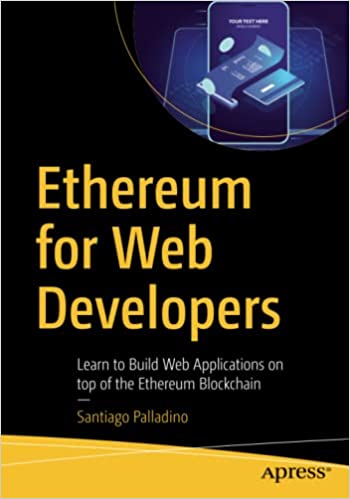 YOUR TEXT HERE
Ethereum
for Web
Developers
Learn to Build Web Applications on
top of the Ethereum Blockchain
—
Santiago Palladino
Apress®